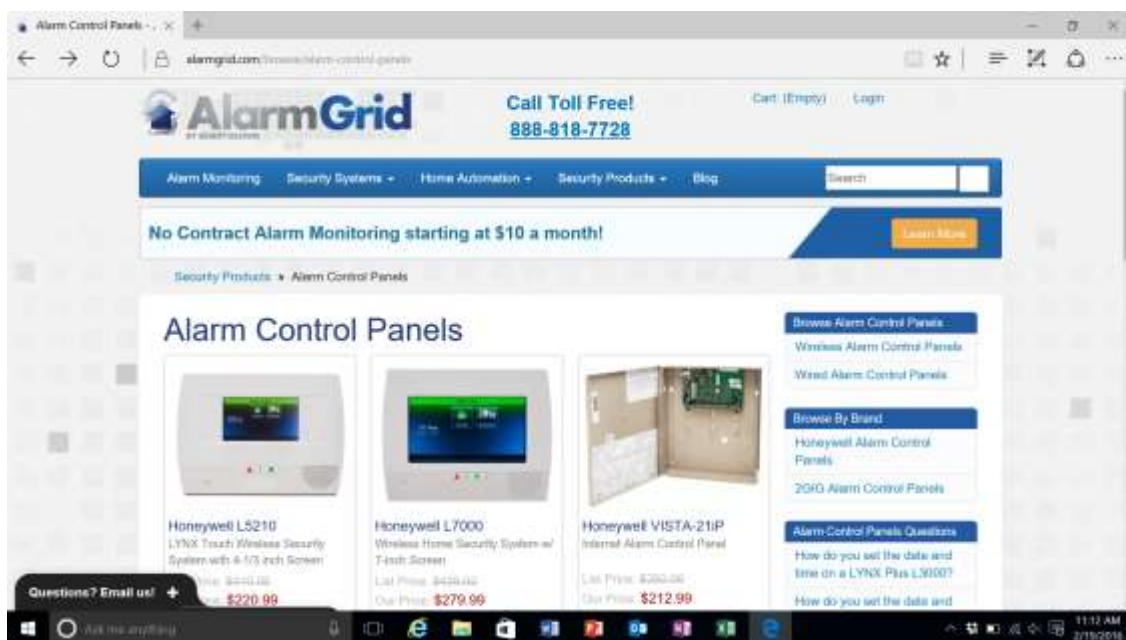 Alarm Control Panels - .
alarmgrid.com/browse/alarm-control-panels
AlarmGrid
Call Toll Free!
888-818-7728
Cart: (Empty) Login
Alarm Monitoring Security Systems Home Automation Security Products Blog
Search
No Contract Alarm Monitoring starting at $10 a month!
Learn More
Security Products » Alarm Control Panels
Alarm Control Panels
Honeywell L5210
LYNX Touch Wireless Security
System with 4-1/3 inch Screen
$220.99
Honeywell L7000
Wireless Home Security System w/
7-inch Screen
List Price: $439.00
Our Price: $279.99
Honeywell VISTA-21iP
Internet Alarm Control Panel
List Price:
Our Price: $212.99
Browse Alarm Control Panels
Wireless Alarm Control Panels
Wired Alarm Control Panels
Browse By Brand
Honeywell Alarm Control
Panels
2GIG Alarm Control Panels
Alarm Control Panels Questions
How do you set the date and
time on a LYNX Plus L3000?
How do you set the date and
Questions? Email us! +
Ask me anything
11:12 AM